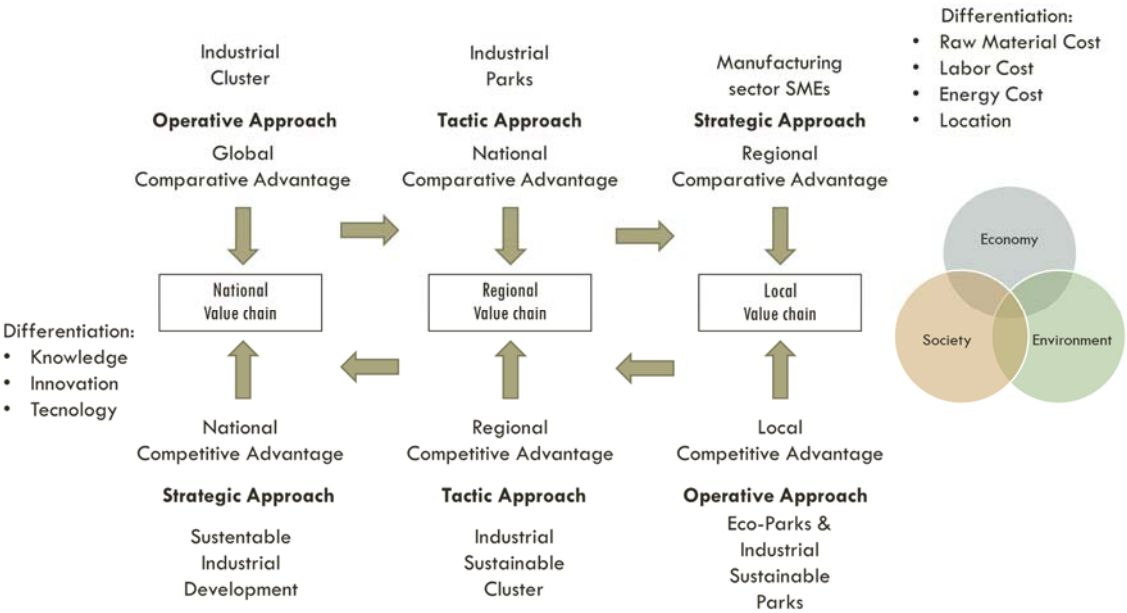 Industrial
Cluster
Operative Approach
Global
Comparative Advantage
Industrial
Parks
Tactic Approach
National
Comparative Advantage
Manufacturing
sector SMEs
Strategic Approach
Regional
Comparative Advantage
Differentiation:
• Raw Material Cost
• Labor Cost
• Energy Cost
• Location
National
Value chain
Regional
Value chain
Local
Value chain
Economy
Society
Environment
Differentiation:
• Knowledge
• Innovation
• Tecnology
National
Competitive Advantage
Strategic Approach
Sustentable
Industrial
Development
Regional
Competitive Advantage
Tactic Approach
Industrial
Sustainable
Cluster
Local
Competitive Advantage
Operative Approach
Eco-Parks &
Industrial
Sustainable
Parks